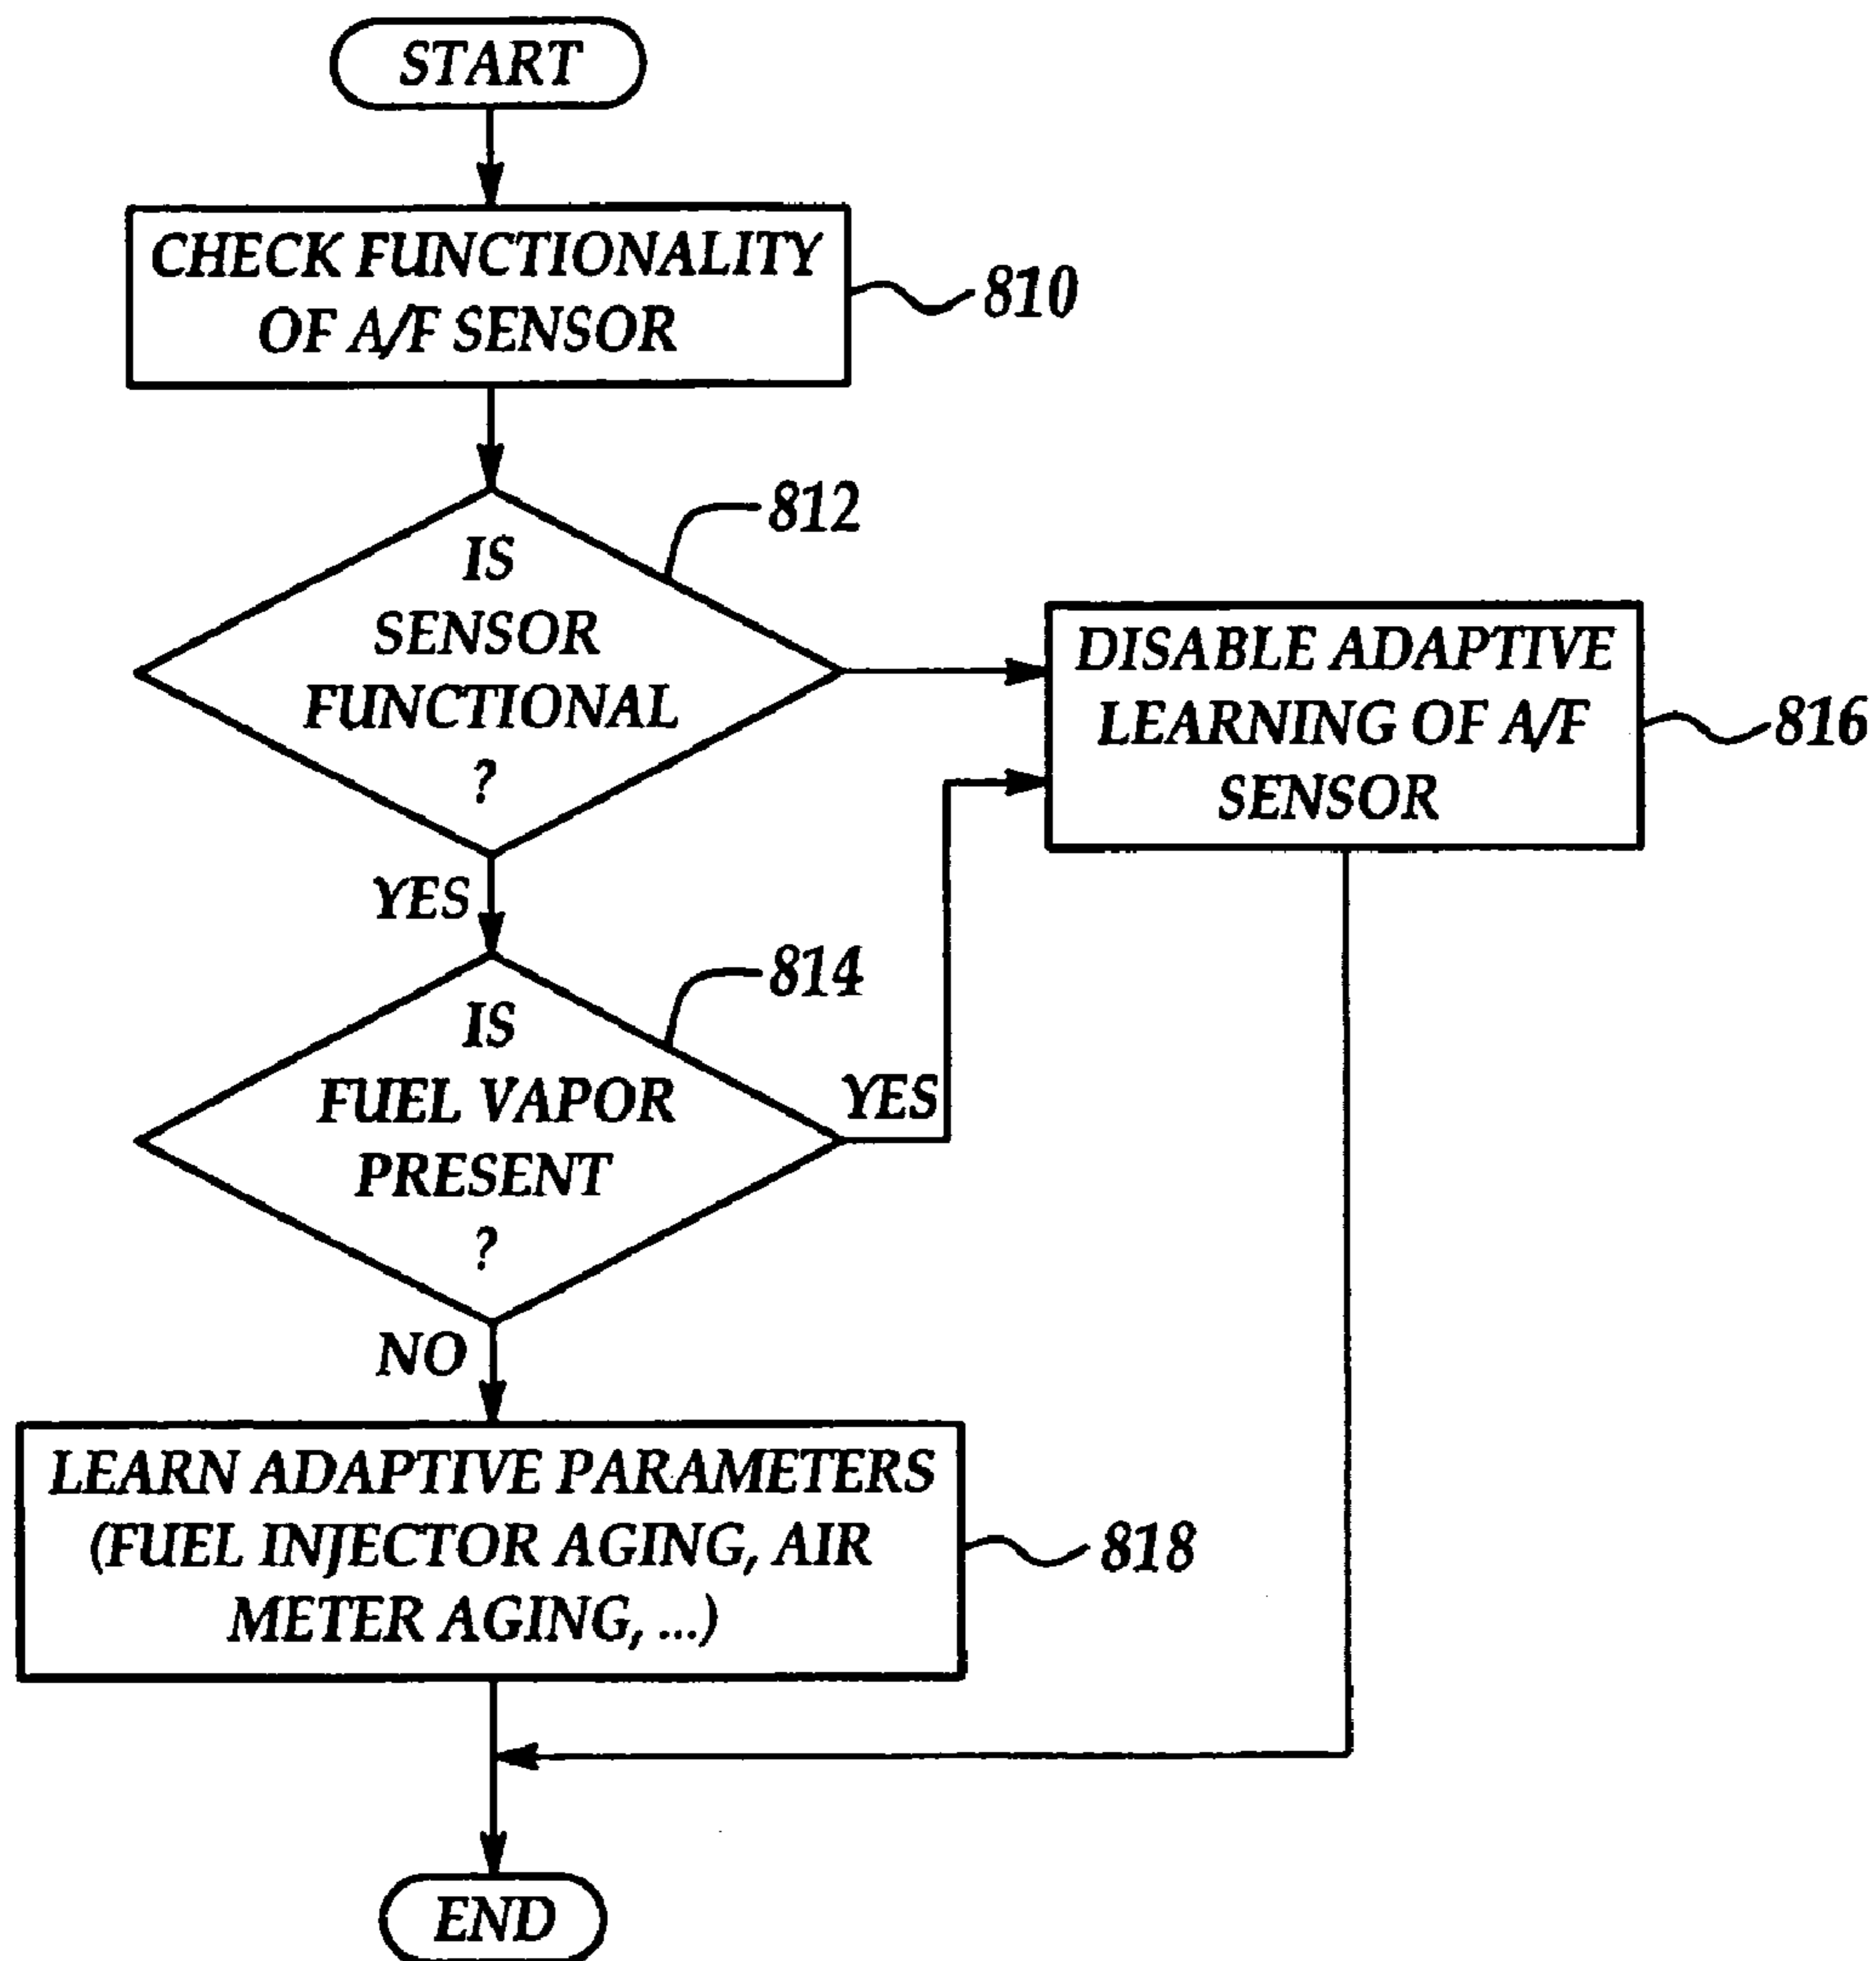 START
CHECK FUNCTIONALITY
OF A/F SENSOR
810
IS
SENSOR
FUNCTIONAL
?
812
DISABLE ADAPTIVE
LEARNING OF A/F
SENSOR
816
YES
IS
FUEL VAPOR
PRESENT
?
814
YES
NO
LEARN ADAPTIVE PARAMETERS
(FUEL INJECTOR AGING, AIR
METER AGING, ...)
818
END